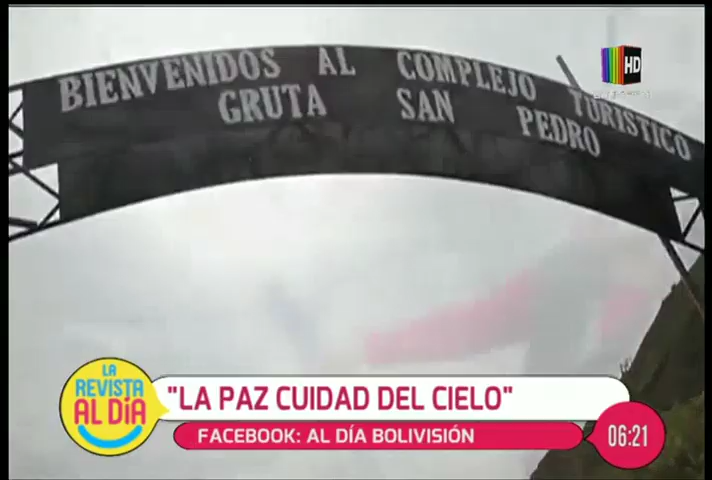 BIENVENIDOS AL COMPLEJO TURISTICO
GRUTA SAN PEDRO
HD
LA
REVISTA
AL DÍA
"LA PAZ CUIDAD DEL CIELO"
FACEBOOK: AL DÍA BOLIVISIÓN
06:21